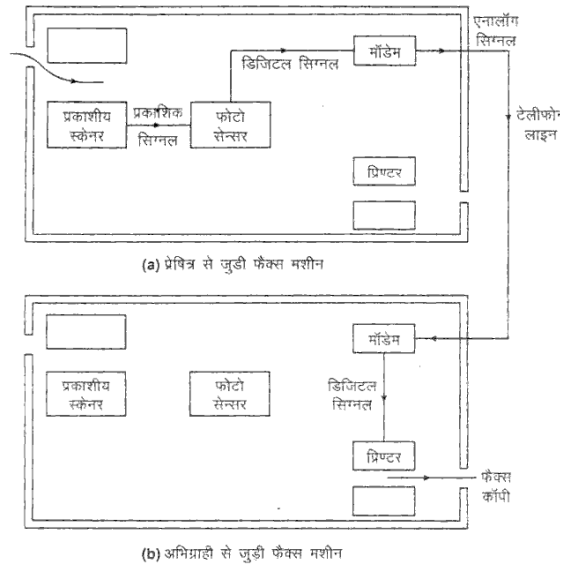 एनालॉग
सिग्नल
डिजिटल सिग्नल
मॉडेम
प्रकाशीय
स्केनर
प्रकाशिक
सिग्नल
फोटो
सेन्सर
टेलीफोन
लाइन
प्रिण्टर
(a) प्रेषित्र से जुडी फैक्स मशीन
मॉडेम
प्रकाशीय
स्केनर
फोटो
सेन्सर
डिजिटल
सिग्नल
प्रिण्टर
फैक्स
कॉपी
(b) अभिग्राही से जुडी फैक्स मशीन